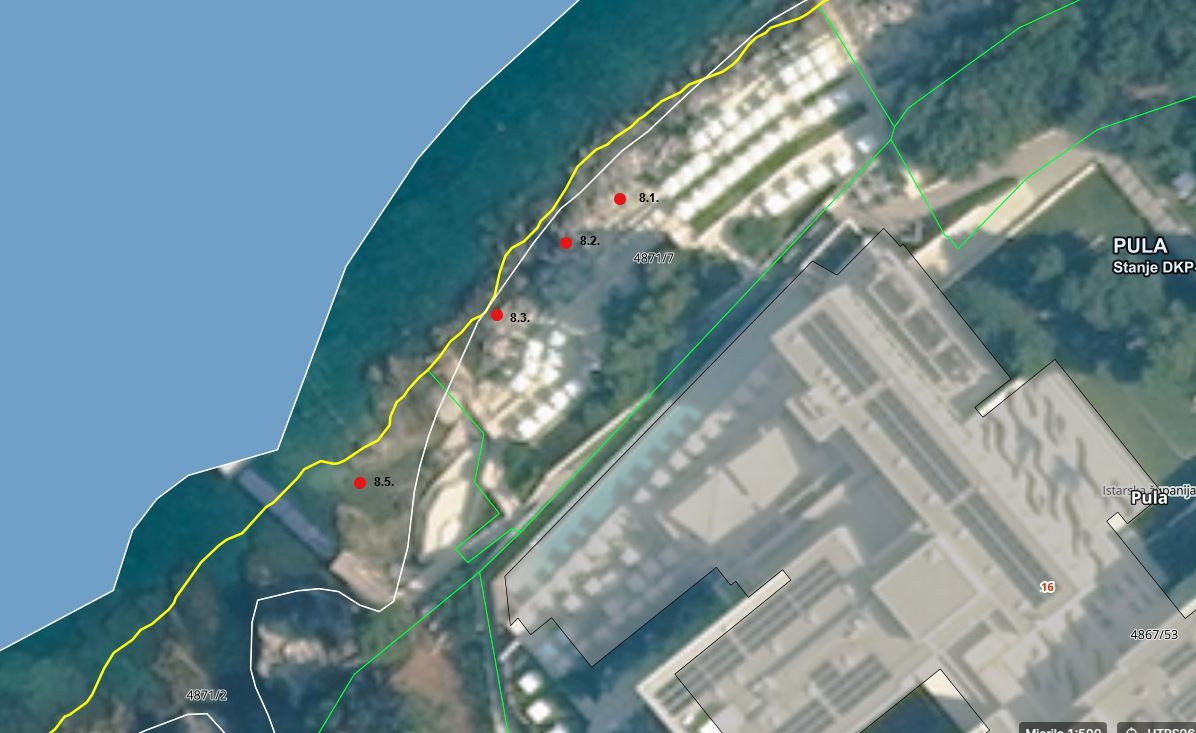 8.1.
8.2.
4871/7
PULA
Stanje DKP-
8.3.
8.5.
Istarska županija
Pula
16
4867/53
4871/2
Mjerilo 1:500
HTRS96